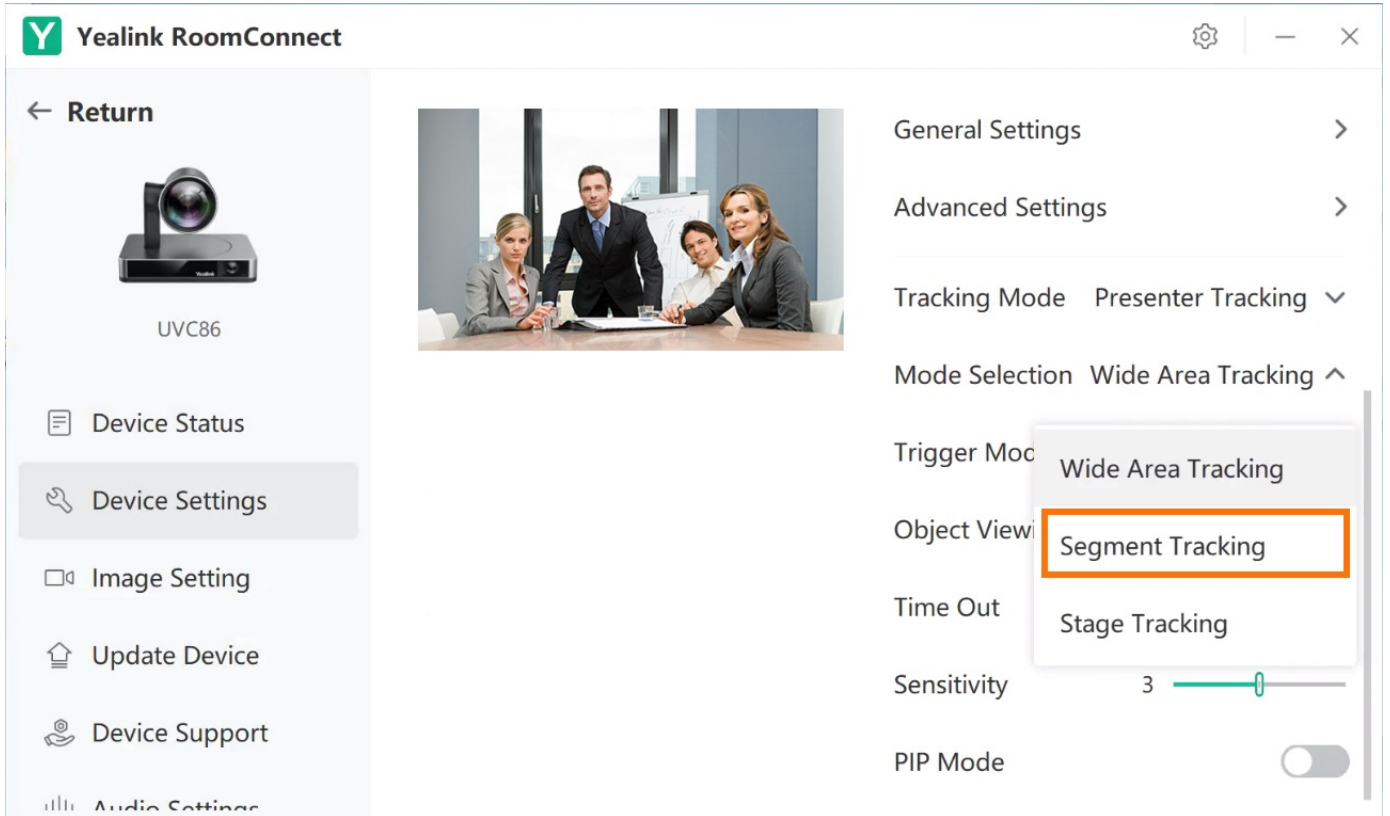 Yealink RoomConnect
Return
UVC86
Device Status
Device Settings
Image Setting
Update Device
Device Support
Audio Settings
General Settings
Advanced Settings
Tracking Mode Presenter Tracking
Mode Selection Wide Area Tracking
Trigger Mod
Object Viewi
Time Out
Wide Area Tracking
Segment Tracking
Stage Tracking
Sensitivity 3
PIP Mode